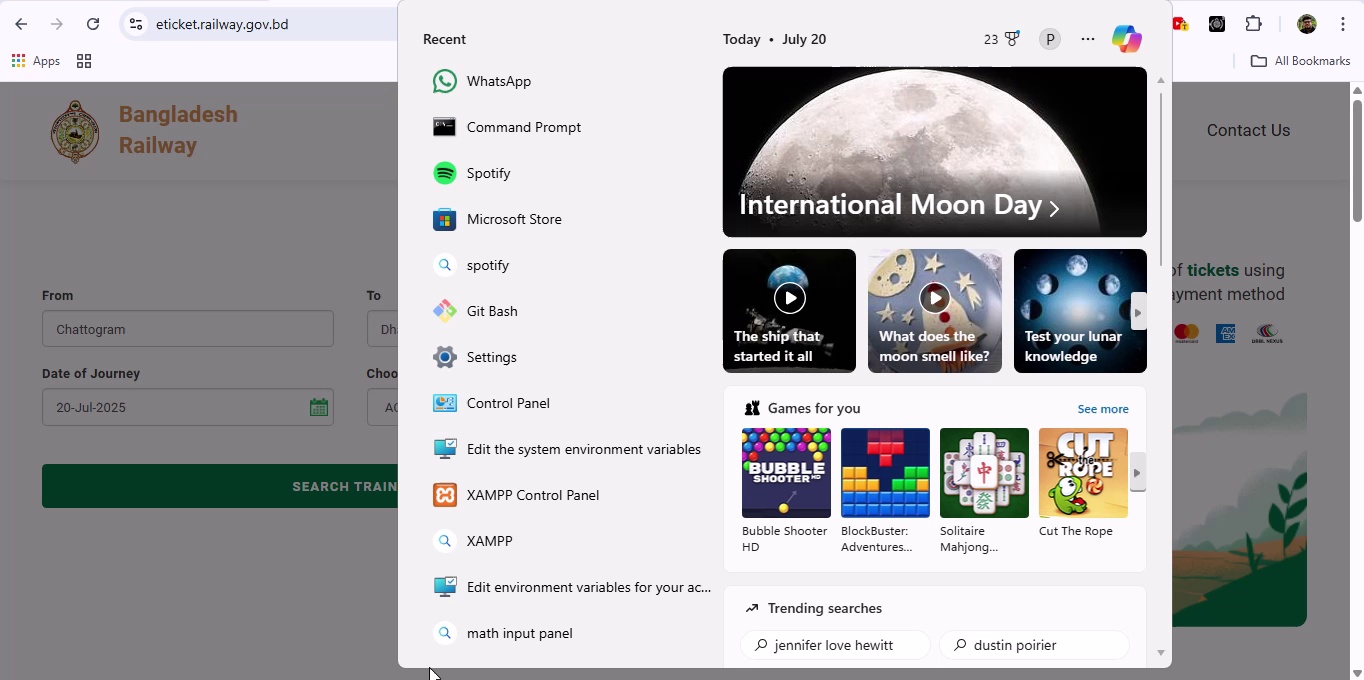 eticket.railway.gov.bd
Apps
All Bookmarks
Bangladesh
Railway
Contact Us
of tickets using
ayment method
From
To
Chattogram
Dh
Date of Journey
Choo
20-Jul-2025
AC
SEARCH TRAIN
Recent
WhatsApp
Command Prompt
Spotify
Microsoft Store
spotify
Git Bash
Settings
Control Panel
Edit the system environment variables
XAMPP Control Panel
XAMPP
Edit environment variables for your ac...
math input panel
Today • July 20
23
P
International Moon Day
The ship that
started it all
What does the
moon smell like?
Test your lunar
knowledge
Games for you
See more
BUBBLE
SHOOTER HD
中
發
CUT
the
ROPE
Bubble Shooter
HD
BlockBuster:
Adventures...
Solitaire
Mahjong...
Cut The Rope
Trending searches
jennifer love hewitt
dustin poirier